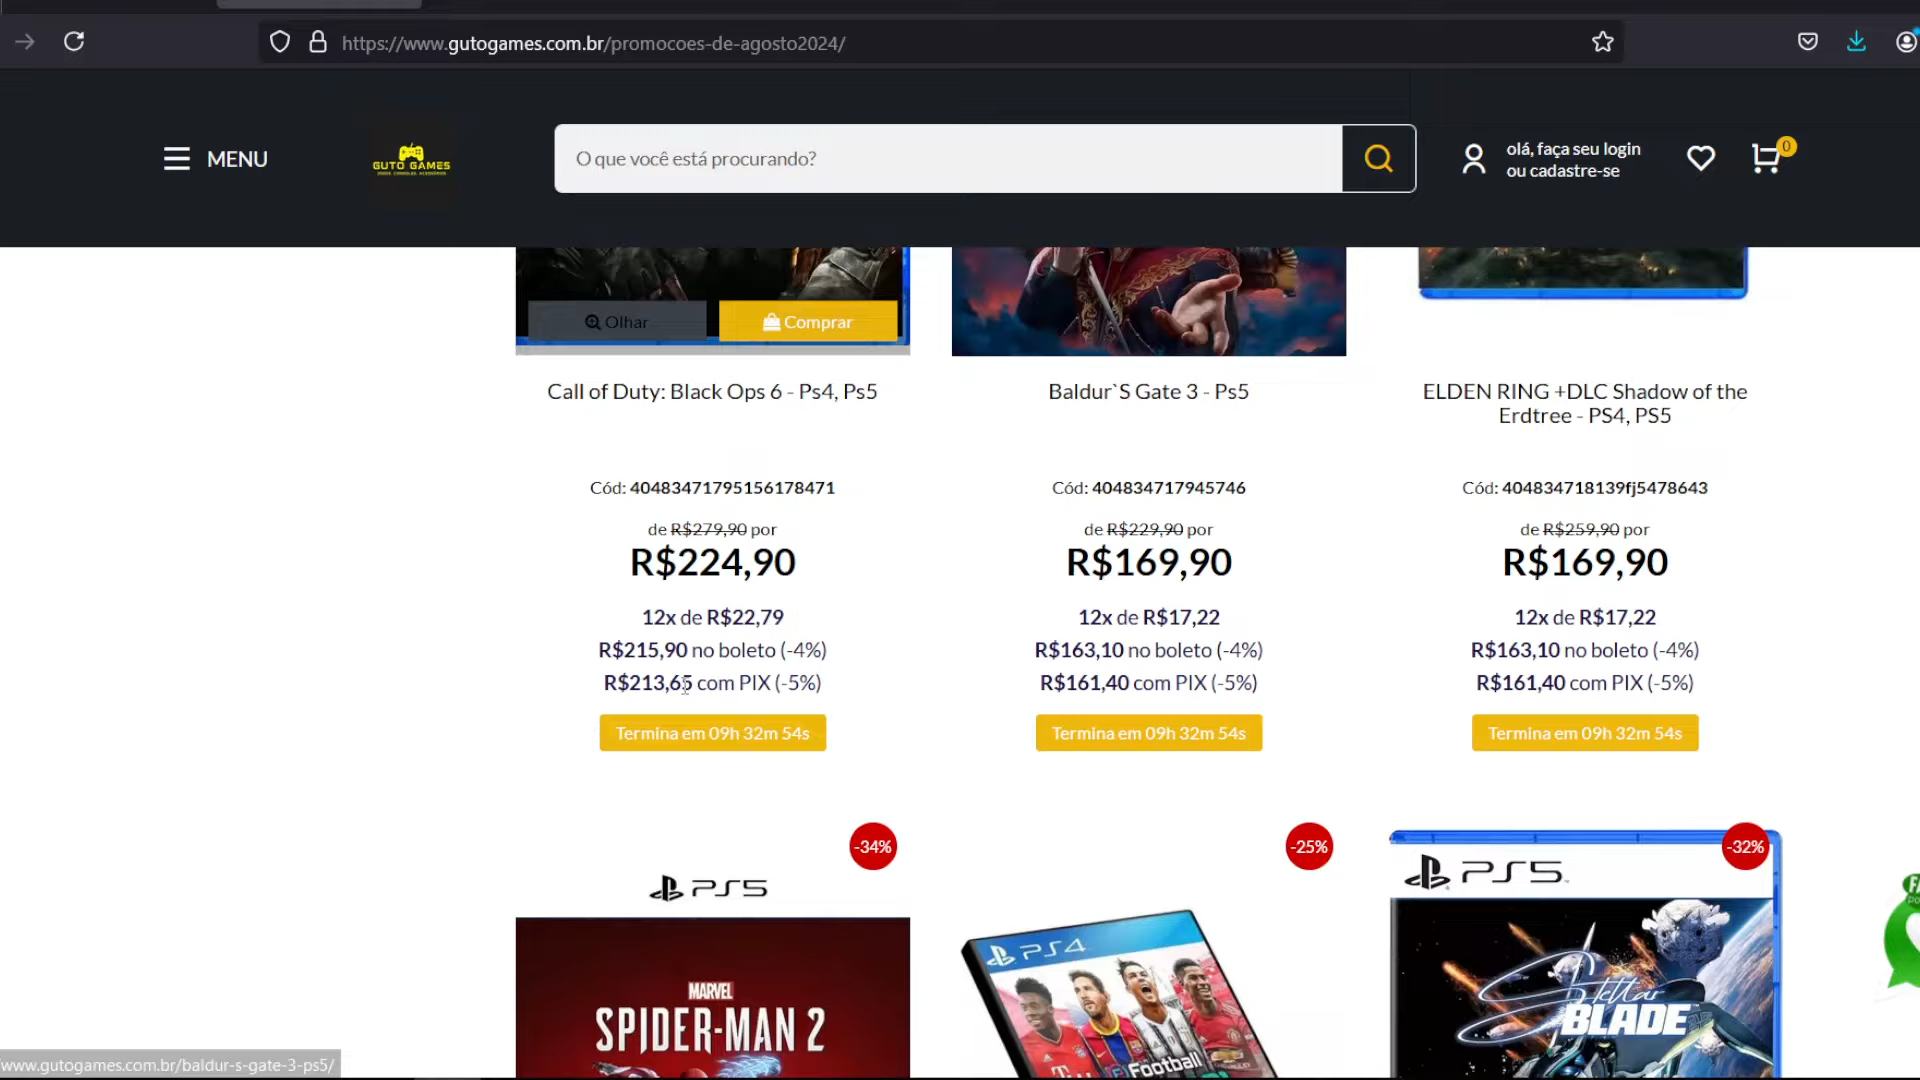 https://www.gutogames.com.br/promocoes-de-agosto2024/
MENU
GUTO GAMES
O que você está procurando?
olá, faça seu login
ou cadastre-se
0
Olhar
Comprar
Call of Duty: Black Ops 6 - Ps4, Ps5
Cód: 40483471795156178471
de R$279,90 por
R$224,90
12x de R$22,79
R$215,90 no boleto (-4%)
R$213,65 com PIX (-5%)
Termina em 09h 32m 54s
Baldur`S Gate 3 - Ps5
Cód: 404834717945746
de R$229,90 por
R$169,90
12x de R$17,22
R$163,10 no boleto (-4%)
R$161,40 com PIX (-5%)
Termina em 09h 32m 54s
ELDEN RING +DLC Shadow of the
Erdtree - PS4, PS5
Cód: 404834718139fj5478643
de R$259,90 por
R$169,90
12x de R$17,22
R$163,10 no boleto (-4%)
R$161,40 com PIX (-5%)
Termina em 09h 32m 54s
-34%
PS5
MARVEL
SPIDER-MAN 2
-25%
PS4
Football
-32%
PS5
Stellar
BLADE
www.gutogames.com.br/baldur-s-gate-3-ps5/